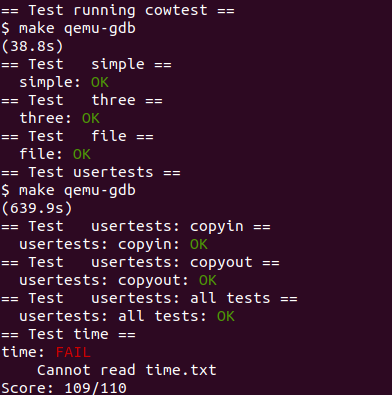 == Test running cowtest ==
$ make qemu-gdb
(38.8s)
== Test   simple ==
  simple: OK
== Test   three ==
  three: OK
== Test   file ==
  file: OK
== Test usertests ==
$ make qemu-gdb
(639.9s)
== Test   usertests: copyin ==
  usertests: copyin: OK
== Test   usertests: copyout ==
  usertests: copyout: OK
== Test   usertests: all tests ==
  usertests: all tests: OK
== Test time ==
time: FAIL
    Cannot read time.txt
Score: 109/110